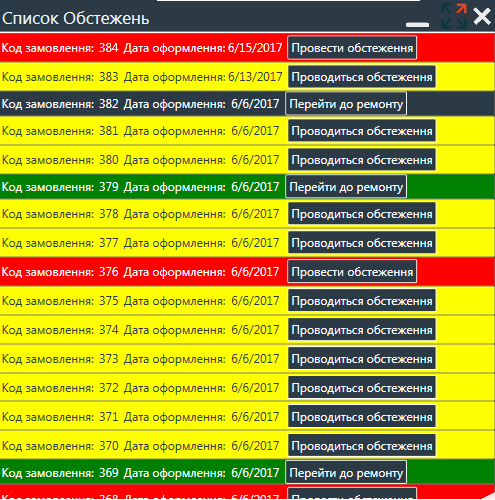 Список Обстежень
Код замовлення: 384 Дата оформлення: 6/15/2017 Провести обстеження
Код замовлення: 383 Дата оформлення: 6/13/2017 Проводиться обстеження
Код замовлення: 382 Дата оформлення: 6/6/2017 Перейти до ремонту
Код замовлення: 381 Дата оформлення: 6/6/2017 Проводиться обстеження
Код замовлення: 380 Дата оформлення: 6/6/2017 Проводиться обстеження
Код замовлення: 379 Дата оформлення: 6/6/2017 Перейти до ремонту
Код замовлення: 378 Дата оформлення: 6/6/2017 Проводиться обстеження
Код замовлення: 377 Дата оформлення: 6/6/2017 Проводиться обстеження
Код замовлення: 376 Дата оформлення: 6/6/2017 Провести обстеження
Код замовлення: 375 Дата оформлення: 6/6/2017 Проводиться обстеження
Код замовлення: 374 Дата оформлення: 6/6/2017 Проводиться обстеження
Код замовлення: 373 Дата оформлення: 6/6/2017 Проводиться обстеження
Код замовлення: 372 Дата оформлення: 6/6/2017 Проводиться обстеження
Код замовлення: 371 Дата оформлення: 6/6/2017 Проводиться обстеження
Код замовлення: 370 Дата оформлення: 6/6/2017 Проводиться обстеження
Код замовлення: 369 Дата оформлення: 6/6/2017 Перейти до ремонту
Код замовлення: 368 Дата оформлення: 6/6/2017